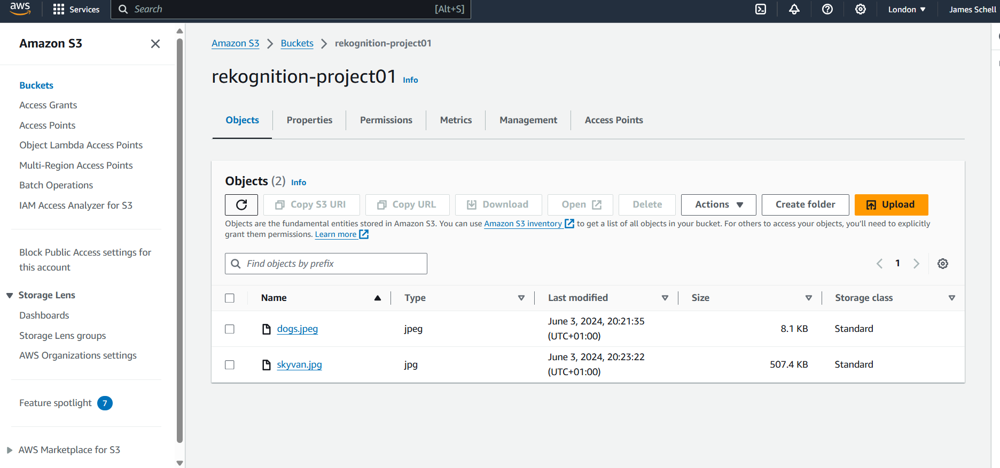 aws
Services
Search
[Alt+S]
London
James Schell
Amazon S3
Buckets
Access Grants
Access Points
Object Lambda Access Points
Multi-Region Access Points
Batch Operations
IAM Access Analyzer for S3
Block Public Access settings for
this account
Storage Lens
Dashboards
Storage Lens groups
AWS Organizations settings
Feature spotlight 7
AWS Marketplace for S3
Amazon S3 > Buckets > rekognition-project01
rekognition-project01 Info
Objects
Properties
Permissions
Metrics
Management
Access Points
Objects (2) Info
Copy S3 URI
Copy URL
Download
Open
Delete
Actions
Create folder
Upload
Objects are the fundamental entities stored in Amazon S3. You can use Amazon S3 inventory to get a list of all objects in your bucket. For others to access your objects, you'll need to explicitly
grant them permissions. Learn more
Find objects by prefix
1
Name Type Last modified Size Storage class
dogs.jpeg jpeg June 3, 2024, 20:21:35 8.1 KB Standard
(UTC+01:00)
skyvan.jpg jpg June 3, 2024, 20:23:22 507.4 KB Standard
(UTC+01:00)